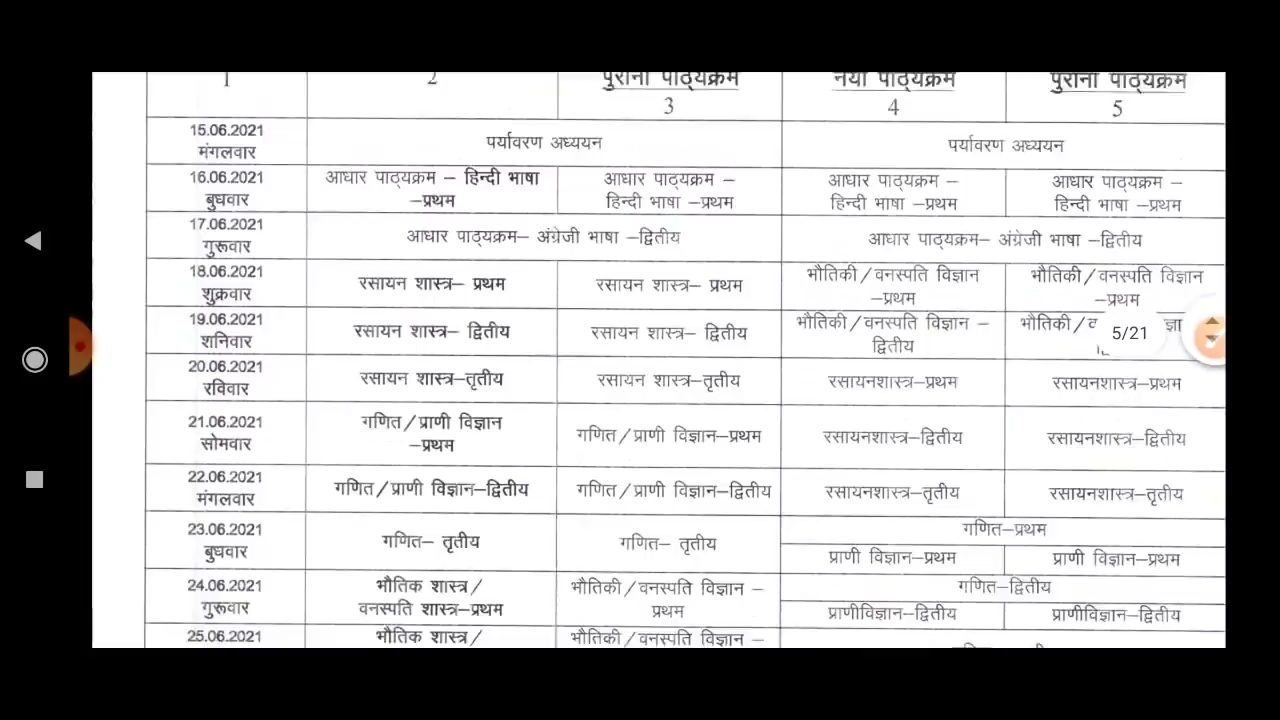 1 2 पुराना पाठ्यक्रम नया पाठ्यक्रम पुराना पाठ्यक्रम
3 4 5
15.06.2021
मंगलवार
पर्यावरण अध्ययन
पर्यावरण अध्ययन
16.06.2021
बुधवार
आधार पाठ्यक्रम – हिन्दी भाषा
–प्रथम
आधार पाठ्यक्रम –
हिन्दी भाषा –प्रथम
आधार पाठ्यक्रम –
हिन्दी भाषा –प्रथम
आधार पाठ्यक्रम –
हिन्दी भाषा –प्रथम
17.06.2021
गुरूवार
आधार पाठ्यक्रम– अंग्रेजी भाषा –द्वितीय
आधार पाठ्यक्रम– अंग्रेजी भाषा –द्वितीय
18.06.2021
शुक्रवार
रसायन शास्त्र– प्रथम
रसायन शास्त्र– प्रथम
भौतिकी/वनस्पति विज्ञान
–प्रथम
भौतिकी/वनस्पति विज्ञान
–प्रथम
19.06.2021
शनिवार
रसायन शास्त्र– द्वितीय
रसायन शास्त्र– द्वितीय
भौतिकी/वनस्पति विज्ञान –
द्वितीय
भौतिकी/व
5/21
20.06.2021
रविवार
रसायन शास्त्र–तृतीय
रसायन शास्त्र–तृतीय
रसायनशास्त्र–प्रथम
रसायनशास्त्र–प्रथम
21.06.2021
सोमवार
गणित/प्राणी विज्ञान
–प्रथम
गणित/प्राणी विज्ञान–प्रथम
रसायनशास्त्र–द्वितीय
रसायनशास्त्र–द्वितीय
22.06.2021
मंगलवार
गणित/प्राणी विज्ञान–द्वितीय
गणित/प्राणी विज्ञान–द्वितीय
रसायनशास्त्र–तृतीय
रसायनशास्त्र–तृतीय
23.06.2021
बुधवार
गणित– तृतीय
गणित– तृतीय
गणित–प्रथम
प्राणी विज्ञान–प्रथम
प्राणी विज्ञान–प्रथम
24.06.2021
गुरूवार
भौतिक शास्त्र/
वनस्पति शास्त्र–प्रथम
भौतिकी/वनस्पति विज्ञान –
प्रथम
गणित–द्वितीय
प्राणीविज्ञान–द्वितीय
प्राणीविज्ञान–द्वितीय
25.06.2021
भौतिक शास्त्र/
भौतिकी/वनस्पति विज्ञान –